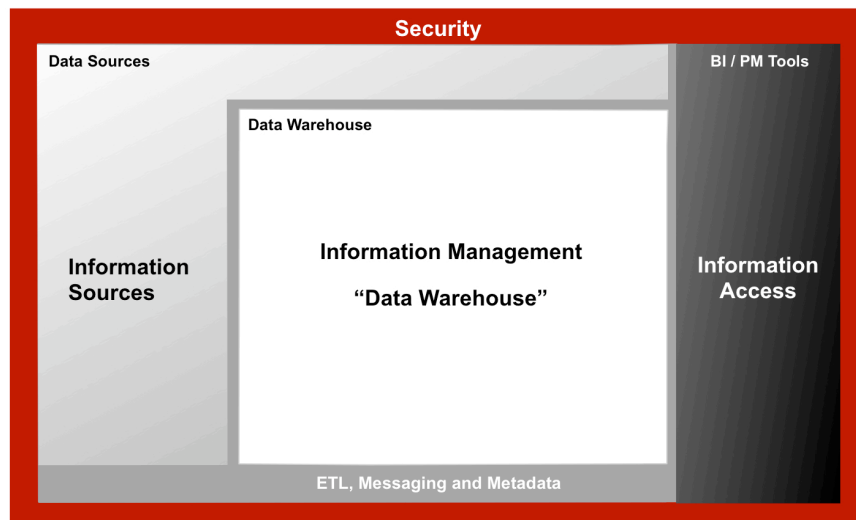 Security
Data Sources
BI / PM Tools
Data Warehouse
Information Management
“Data Warehouse”
Information
Sources
Information
Access
ETL, Messaging and Metadata